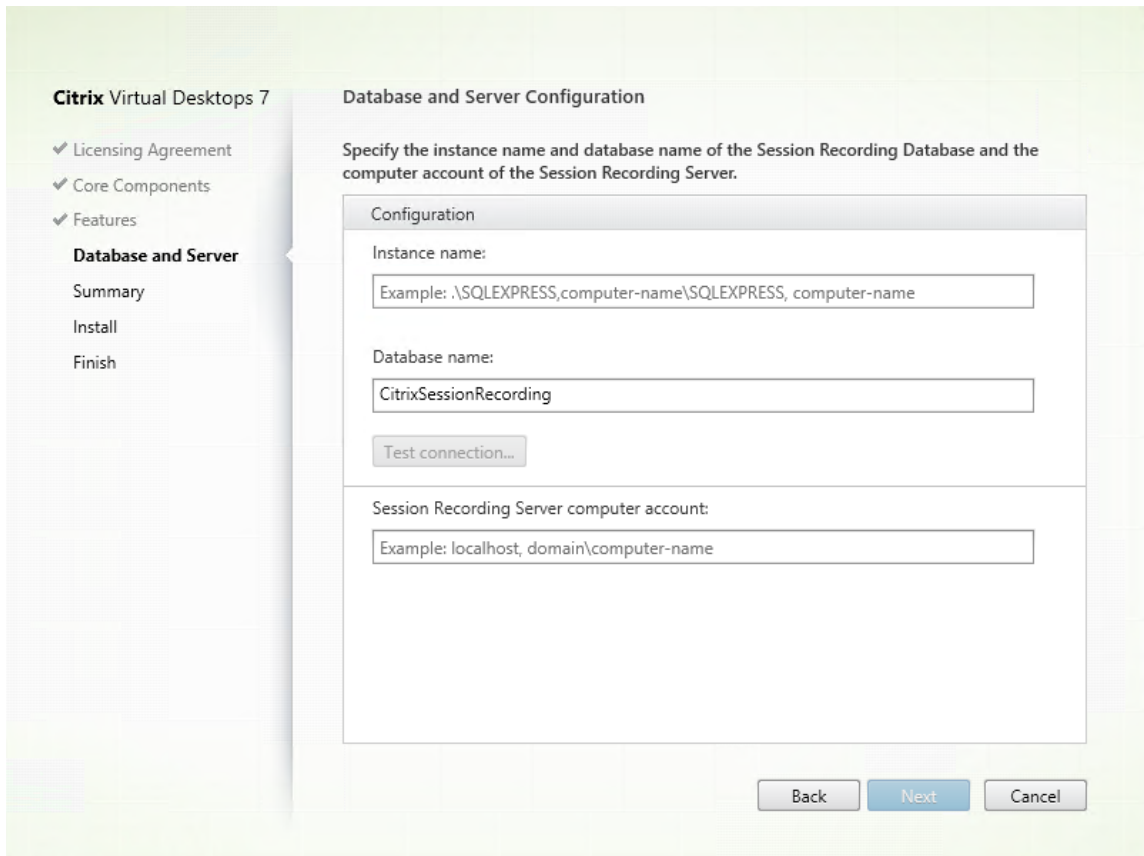 Citrix Virtual Desktops 7
Licensing Agreement
Core Components
Features
Database and Server
Summary
Install
Finish
Database and Server Configuration
Specify the instance name and database name of the Session Recording Database and the
computer account of the Session Recording Server.
Configuration
Instance name:
Example: .\SQLEXPRESS,computer-name\SQLEXPRESS, computer-name
Database name:
CitrixSessionRecording
Test connection...
Session Recording Server computer account:
Example: localhost, domain\computer-name
Back
Next
Cancel